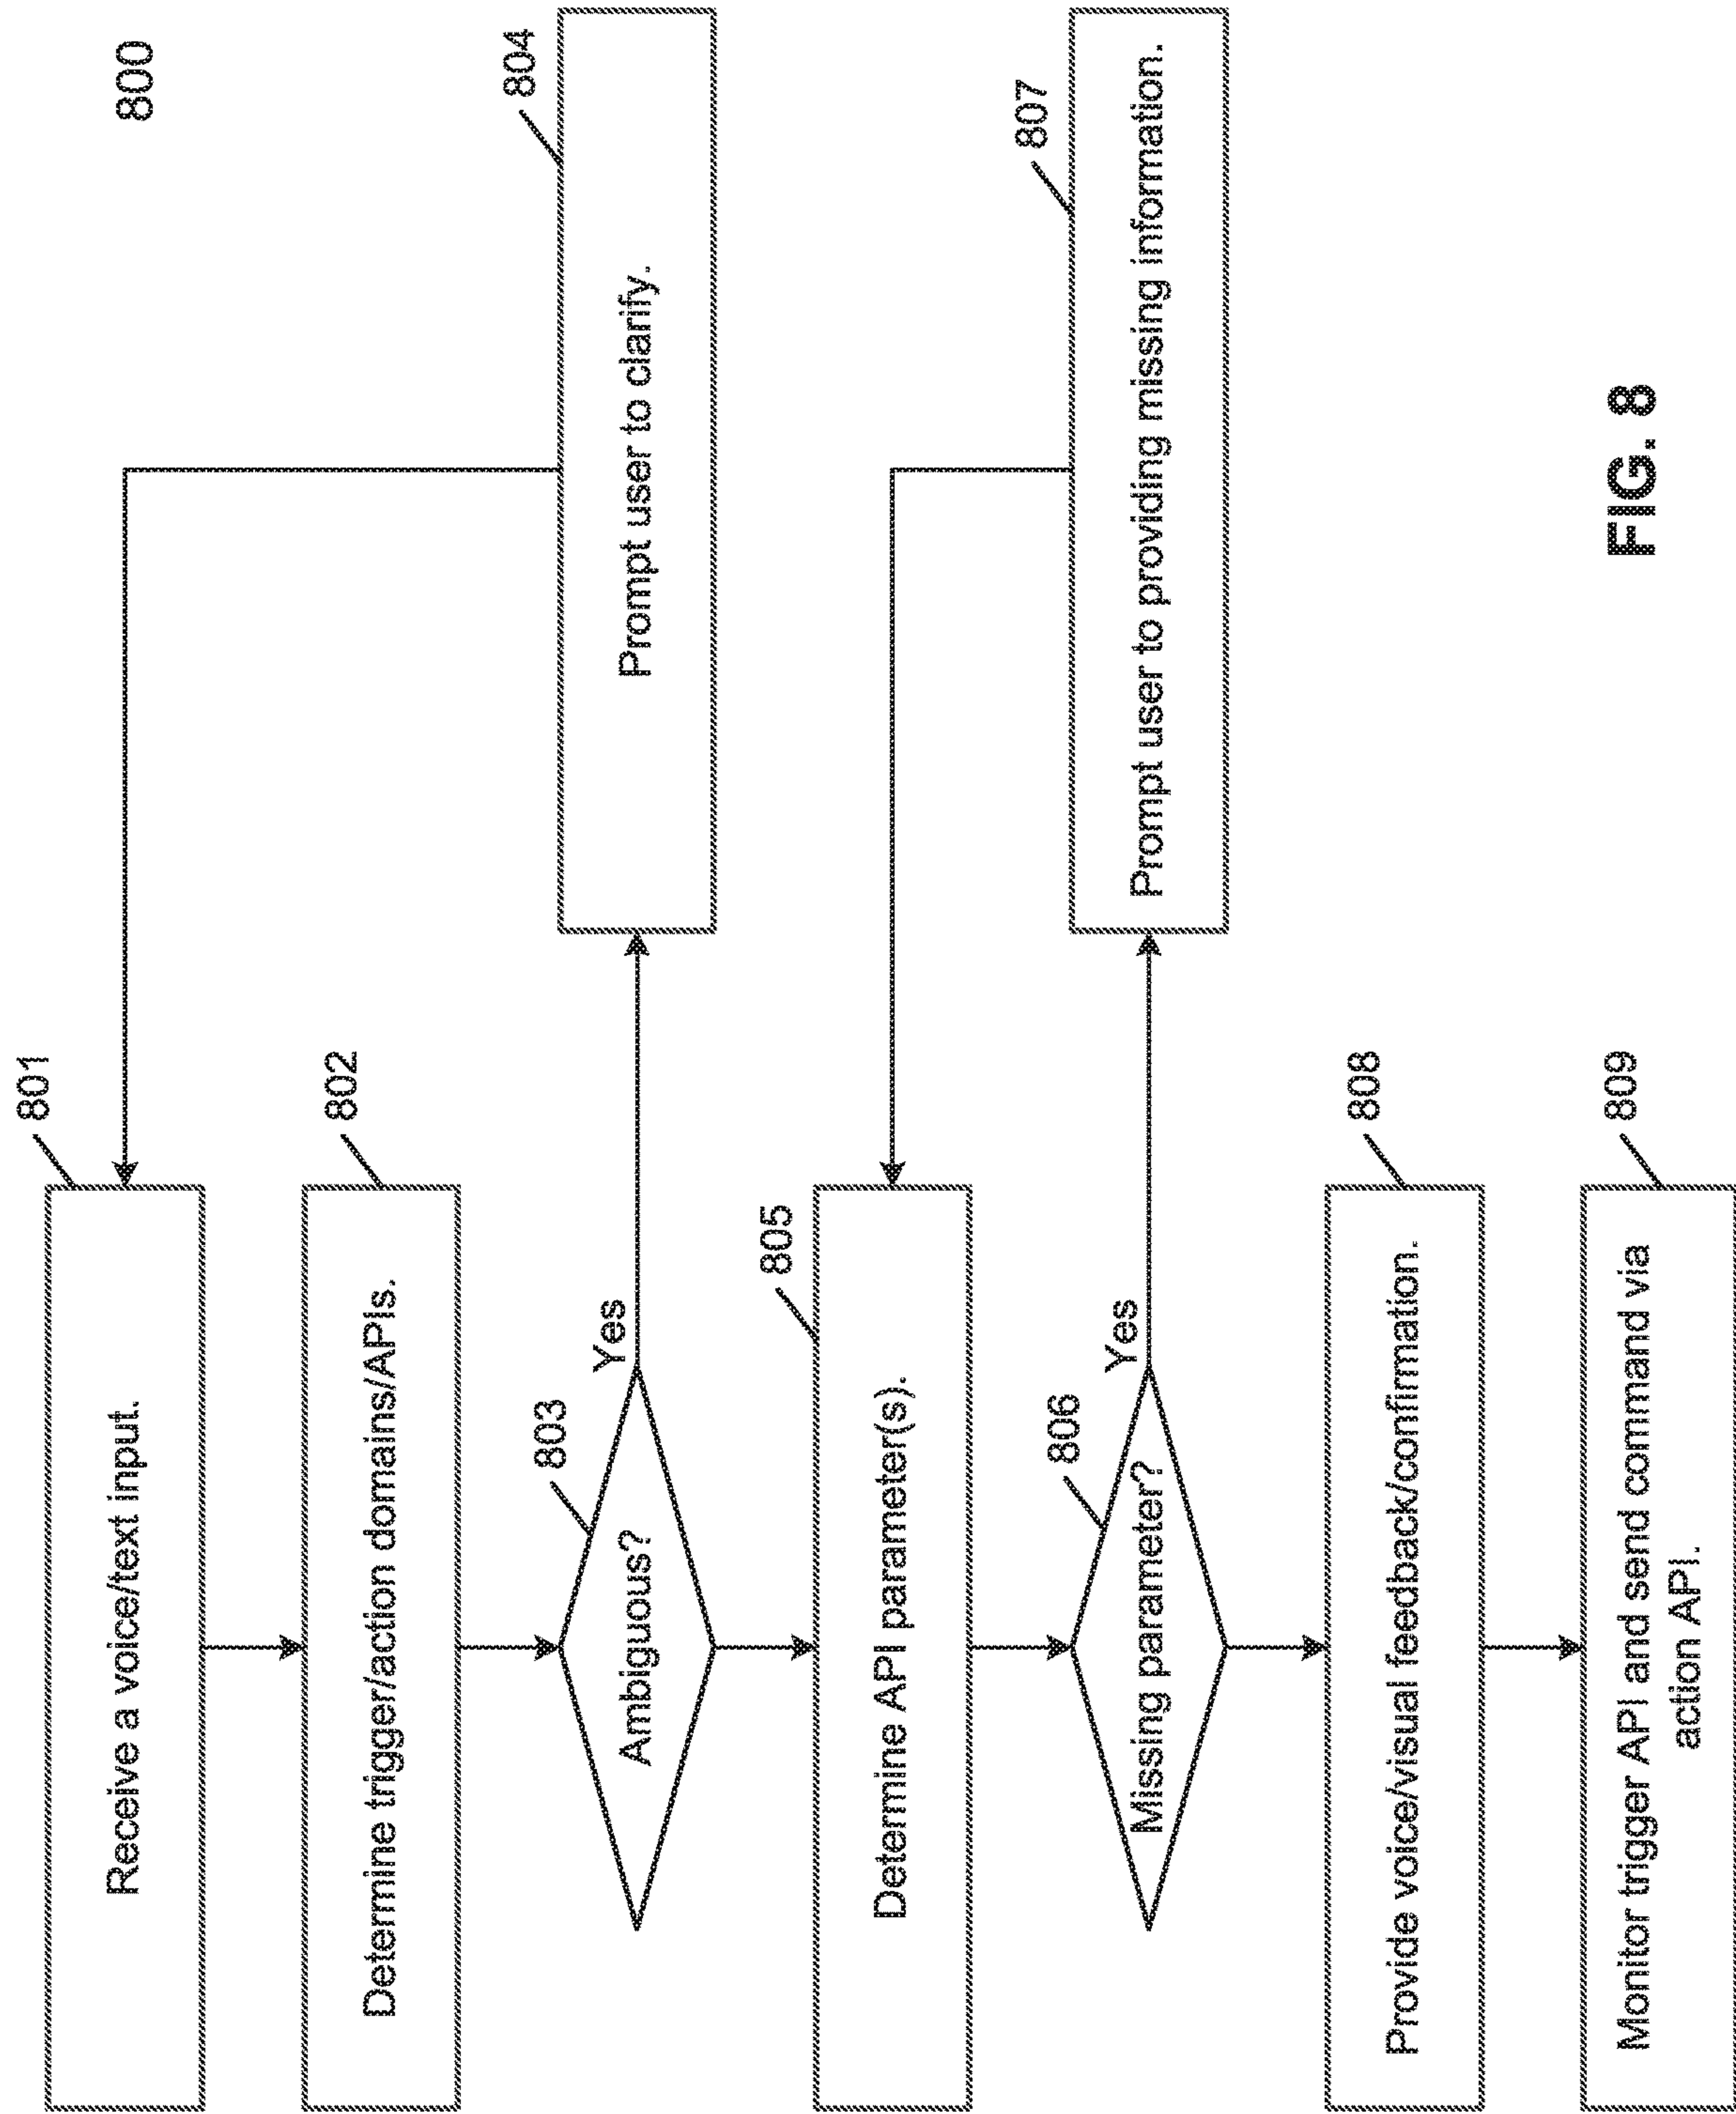 800
801
Receive a voice/text input.
802
Determine trigger/action domains/APIs.
803
Ambiguous?
Yes
804
Prompt user to clarify.
805
Determine API parameter(s).
806
Missing parameter?
Yes
807
Prompt user to providing missing information.
808
Provide voice/visual feedback/confirmation.
809
Monitor trigger API and send command via
action API.
FIG. 8